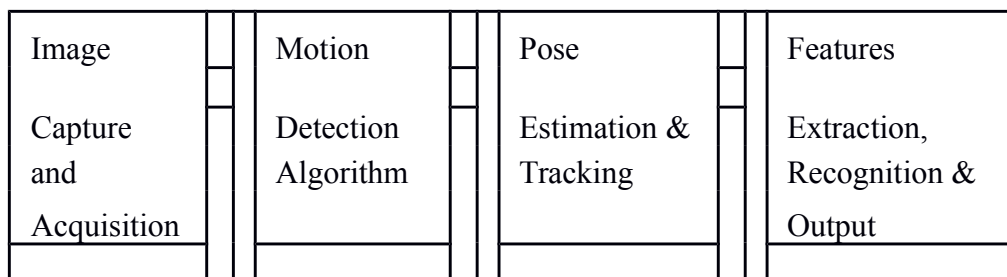 Image
Capture
and
Acquisition
Motion
Detection
Algorithm
Pose
Estimation &
Tracking
Features
Extraction,
Recognition &
Output